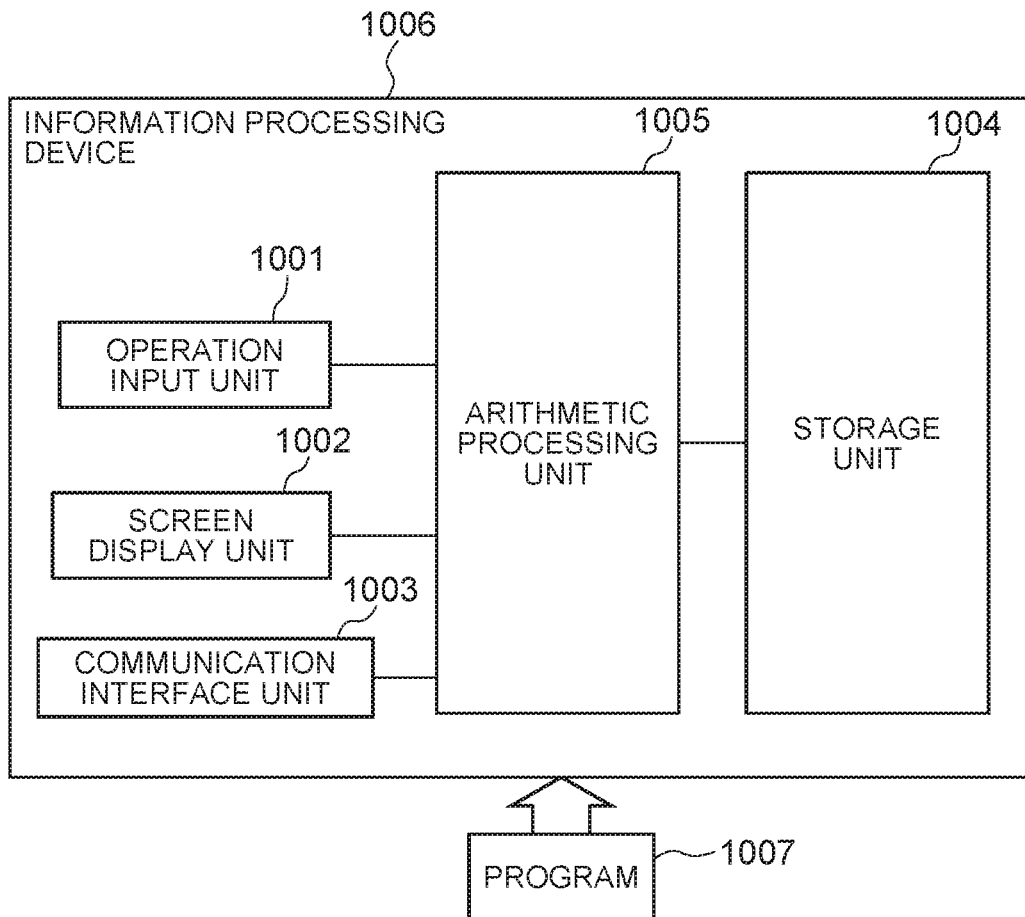 1006
INFORMATION PROCESSING
DEVICE
1005
1004
1001
OPERATION
INPUT UNIT
1002
SCREEN
DISPLAY UNIT
1003
COMMUNICATION
INTERFACE UNIT
ARITHMETIC
PROCESSING
UNIT
STORAGE
UNIT
PROGRAM
1007